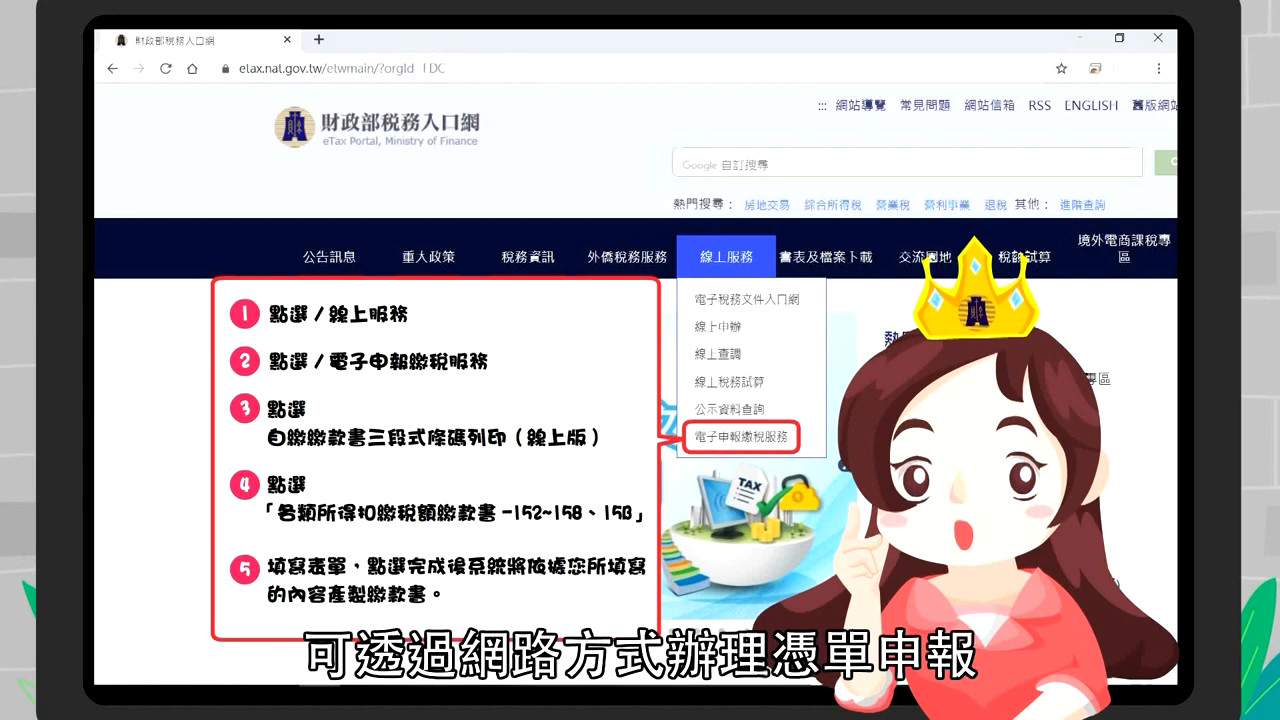 財政部稅務入口網
etax.nat.gov.tw/etwmain/?orgId
::: 網站導覽 常見問題 網站信箱 RSS ENGLISH 舊版網站
財政部稅務入口網
eTax Portal, Ministry of Finance
Google 自訂搜尋
熱門搜尋： 房地交易 綜合所得稅 營業稅 營利事業 退稅 其他： 進階查詢
公告訊息 重大政策 稅務資訊 外僑稅務服務 線上服務 書表及檔案下載 交流園地 稅額試算 境外電商課稅專區
電子稅務文件入口網
線上申辦
線上查調
線上稅務試算
公示資料查詢
電子申報繳稅服務
1 點選／線上服務
2 點選／電子申報繳稅服務
3 點選
自繳繳款書三段式條碼列印（線上版）
4 點選
「各類所得扣繳稅額繳款書-152~158、15B」
5 填寫表單，點選完成後系統將依據您所填寫
的內容產製繳款書。
TAX
專區
可透過網路方式辦理憑單申報